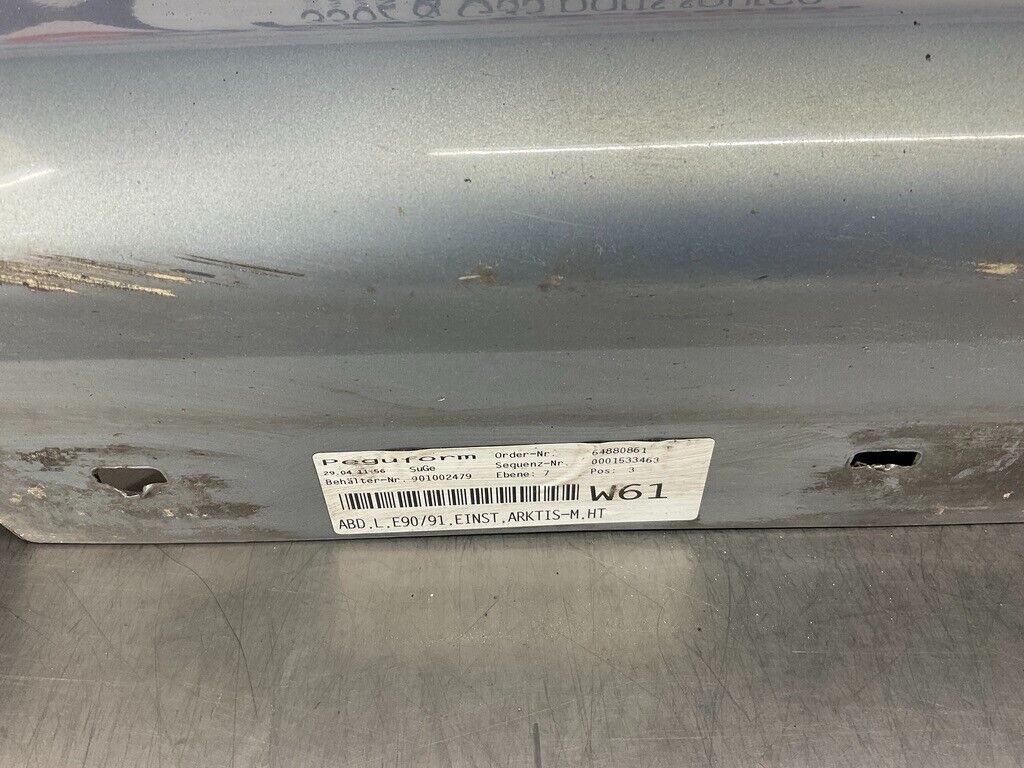 Peguform Order-Nr. 64880861
29.04 11:56 SuGe Sequenz-Nr. 0001533463
Behälter-Nr. 901002479 Ebene: 7 Pos: 3
W61
ABD.L.E90/91.EINST.ARKTIS-M.HT